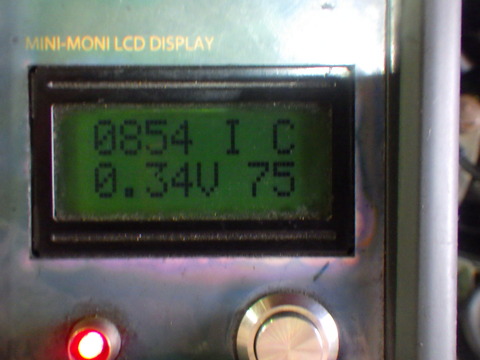 MINI-MONI LCD DISPLAY
0854 I C
0.34V 75